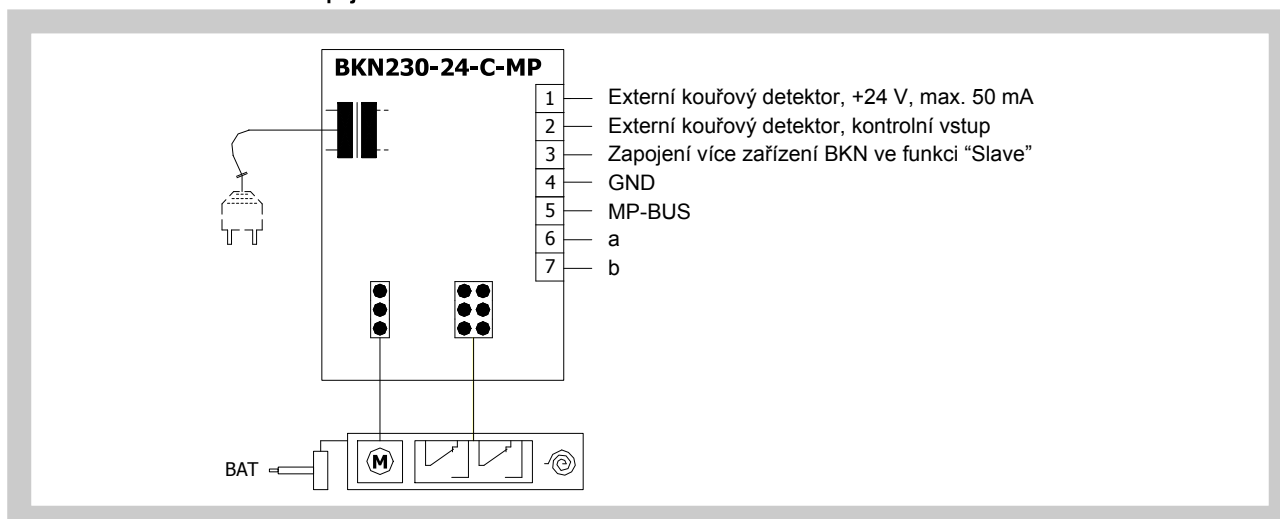 BKN230-24-C-MP
1 Externí kouřový detektor, +24 V, max. 50 mA
2 Externí kouřový detektor, kontrolní vstup
3 Zapojení více zařízení BKN ve funkci “Slave”
4 GND
5 MP-BUS
6 a
7 b
BAT
M